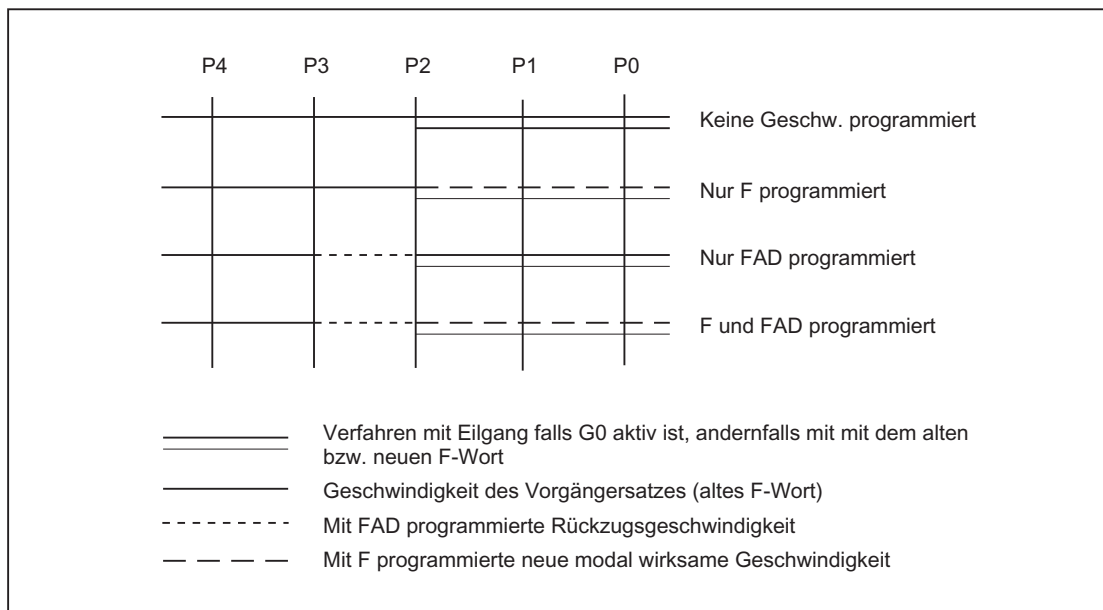 P4 P3 P2 P1 P0
Keine Geschw. programmiert
Nur F programmiert
Nur FAD programmiert
F und FAD programmiert
Verfahren mit Eilgang falls G0 aktiv ist, andernfalls mit mit dem alten
bzw. neuen F-Wort
Geschwindigkeit des Vorgängersatzes (altes F-Wort)
Mit FAD programmierte Rückzugsgeschwindigkeit
Mit F programmierte neue modal wirksame Geschwindigkeit